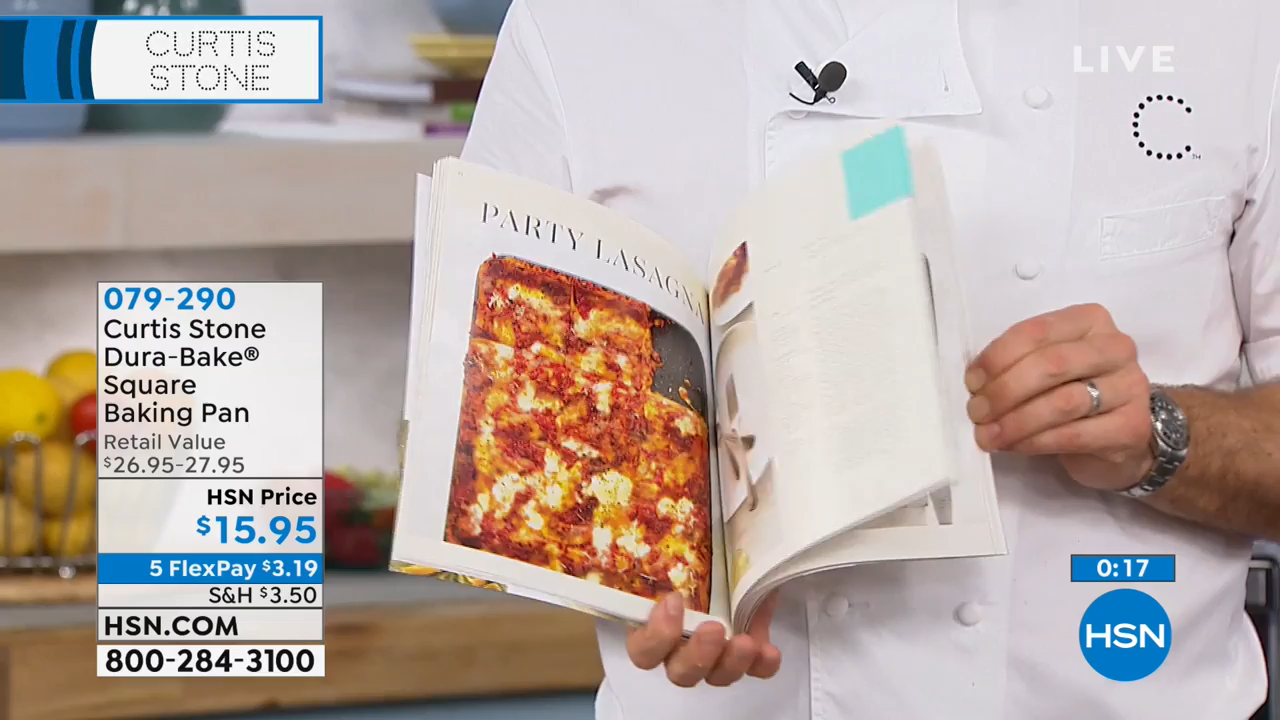 CURTIS
STONE
LIVE
C
TM
PARTY LASAGNA
079-290
Curtis Stone
Dura-Bake®
Square
Baking Pan
Retail Value
$26.95-27.95
HSN Price
$15.95
5 FlexPay $3.19
S&H $3.50
HSN.COM
800-284-3100
0:17
HSN